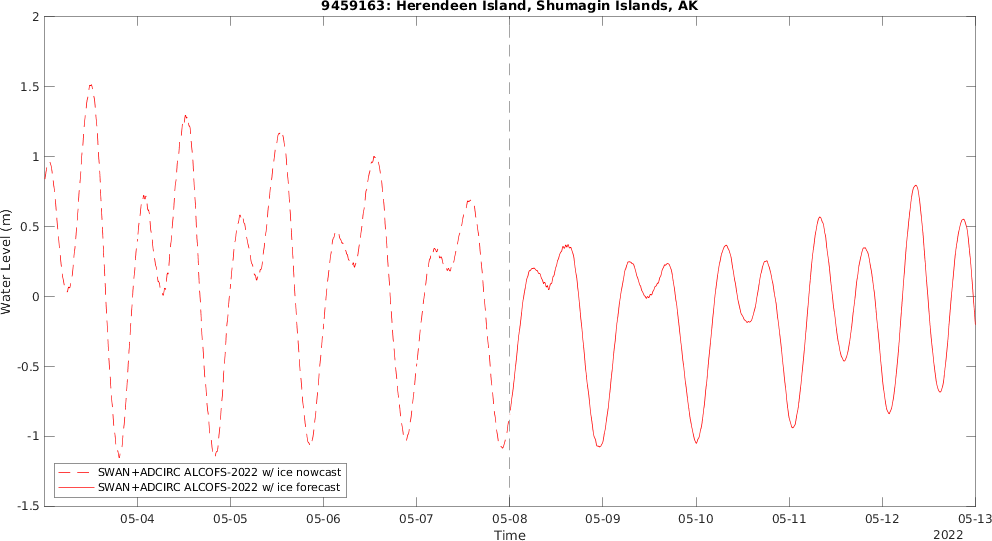 9459163: Herendeen Island, Shumagin Islands, AK
2
1.5
1
0.5
0
-0.5
-1
-1.5
Water Level (m)
SWAN+ADCIRC ALCOFS-2022 w/ ice nowcast
SWAN+ADCIRC ALCOFS-2022 w/ ice forecast
05-04 05-05 05-06 05-07 05-08 05-09 05-10 05-11 05-12 05-13
Time
2022